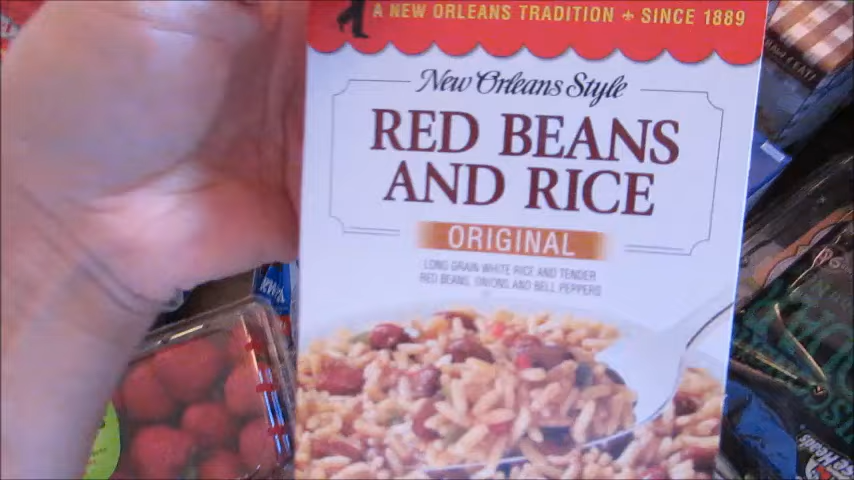 A NEW ORLEANS TRADITION ⚜ SINCE 1889
New Orleans Style
RED BEANS
AND RICE
ORIGINAL
LONG GRAIN WHITE RICE AND TENDER
RED BEANS, ONIONS AND BELL PEPPERS